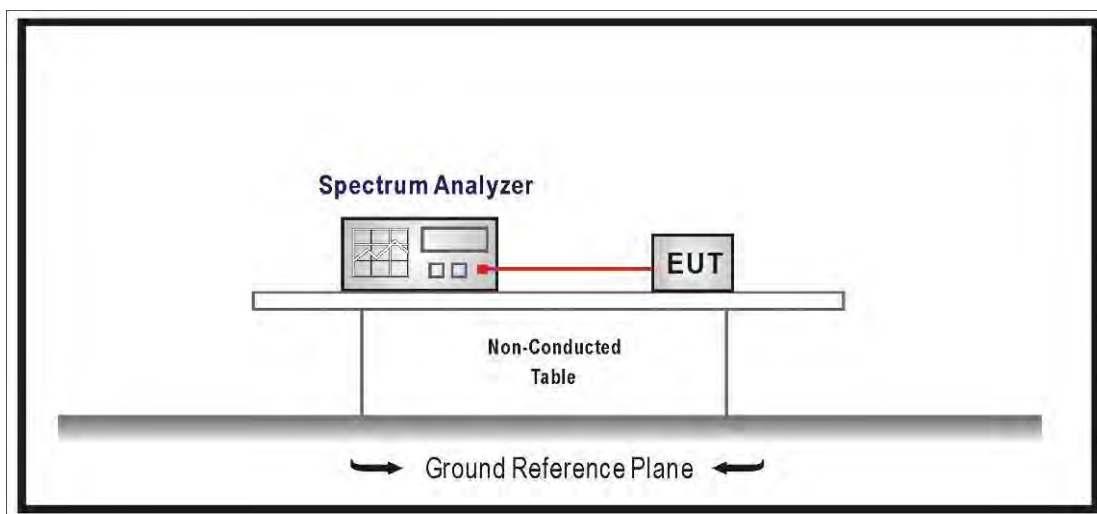 Spectrum Analyzer
EUT
Non-Conducted
Table
Ground Reference Plane